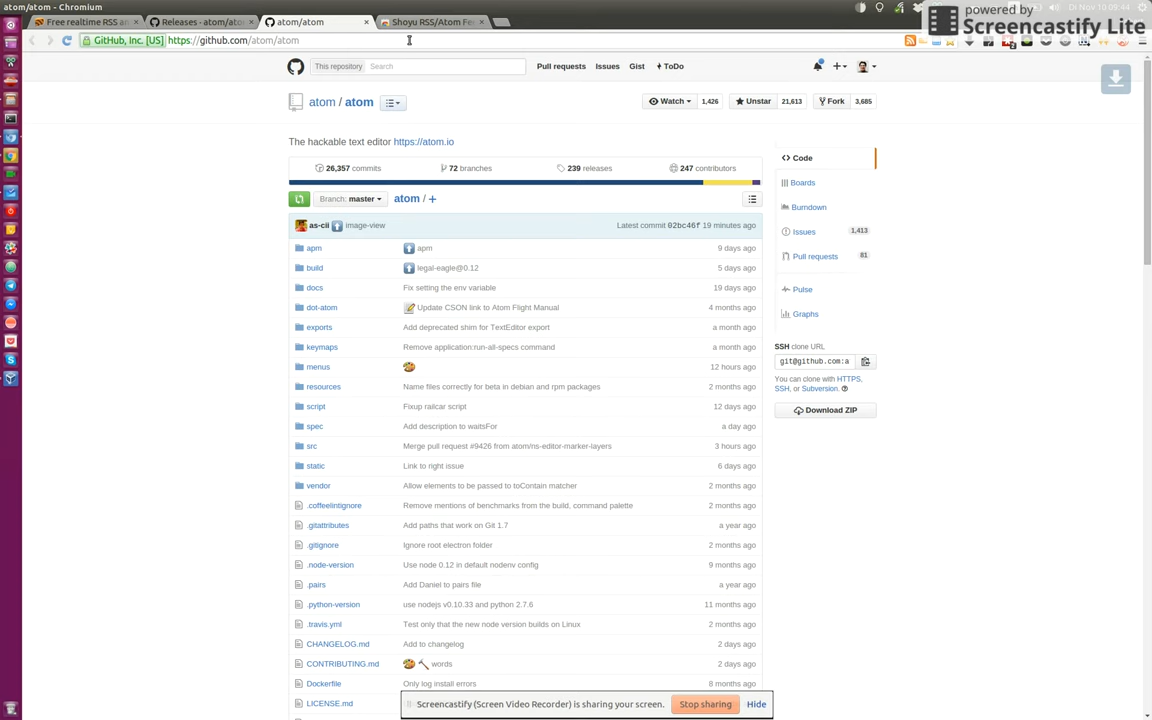 atom/atom - Chromium
Di Nov 10, 09:44
powered by
Screencastify Lite
Free realtime RSS an
Releases - atom/ato
atom/atom
Shoyu RSS/Atom Fee
GitHub, Inc. [US] https://github.com/atom/atom
This repository Search
Pull requests Issues Gist ToDo
atom / atom
Watch 1,426 Unstar 21,613 Fork 3,685
The hackable text editor https://atom.io
26,357 commits 72 branches 239 releases 247 contributors
Branch: master atom / +
as-cii image-view Latest commit 02bc46f 19 minutes ago
apm apm 9 days ago
build legal-eagle@0.12 5 days ago
docs Fix setting the env variable 19 days ago
dot-atom Update CSON link to Atom Flight Manual 4 months ago
exports Add deprecated shim for TextEditor export a month ago
keymaps Remove application:run-all-specs command a month ago
menus 12 hours ago
resources Name files correctly for beta in debian and rpm packages 2 months ago
script Fixup railcar script 12 days ago
spec Add description to waitsFor a day ago
src Merge pull request #9426 from atom/ns-editor-marker-layers 3 hours ago
static Link to right issue 6 days ago
vendor Allow elements to be passed to toContain matcher 2 months ago
.coffeelintignore Remove mentions of benchmarks from the build, command palette 2 months ago
.gitattributes Add paths that work on Git 1.7 a year ago
.gitignore Ignore root electron folder 2 months ago
.node-version Use node 0.12 in default nodenv config 9 months ago
.pairs Add Daniel to pairs file a year ago
.python-version use nodejs v0.10.33 and python 2.7.6 11 months ago
.travis.yml Test only that the new node version builds on Linux 2 months ago
CHANGELOG.md Add to changelog 2 days ago
CONTRIBUTING.md words 2 days ago
Dockerfile Only log install errors 8 months ago
LICENSE.md
Code
Boards
Burndown
Issues 1,413
Pull requests 81
Pulse
Graphs
SSH clone URL
git@github.com:a
You can clone with HTTPS,
SSH, or Subversion.
Download ZIP
Screencastify (Screen Video Recorder) is sharing your screen. Stop sharing Hide